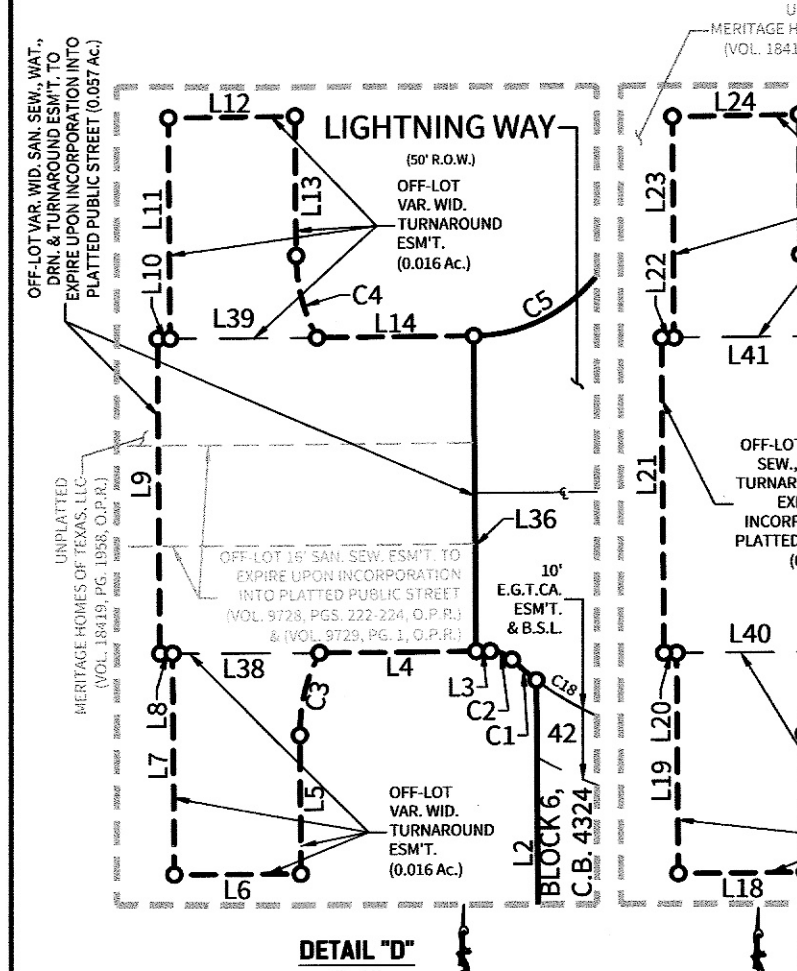 OFF-LOT VAR. WID. SAN. SEW., WAT.,
DRN. & TURNAROUND ESM'T. TO
EXPIRE UPON INCORPORATION INTO
PLATTED PUBLIC STREET (0.057 Ac.)
L12
LIGHTNING WAY
(50' R.O.W.)
OFF-LOT
VAR. WID.
TURNAROUND
ESM'T.
(0.016 Ac.)
L11
L13
L10
L39
C4
L14
C5
L9
UNPLATTED
MERITAGE HOMES OF TEXAS, LLC
(VOL. 18419, PG. 1958, O.P.R.)
L36
OFF-LOT 16' SAN. SEW. ESM'T. TO
EXPIRE UPON INCORPORATION
INTO PLATTED PUBLIC STREET
(VOL. 9728, PGS. 222-224, O.P.R.)
& (VOL. 9729, PG. 1, O.P.R.)
10'
E.G.T.CA.
ESM'T.
& B.S.L.
L38
L4
L3
C2
C1
C18
L8
C3
42
L7
L5
OFF-LOT
VAR. WID.
TURNAROUND
ESM'T.
(0.016 Ac.)
L6
L2
BLOCK 6,
C.B. 4324
DETAIL "D"
U
MERITAGE H
(VOL. 1841
L24
L23
L22
L41
L21
OFF-LOT
SEW.,
TURNAR
EX
INCORP
PLATTED
(
L40
L20
L19
L18